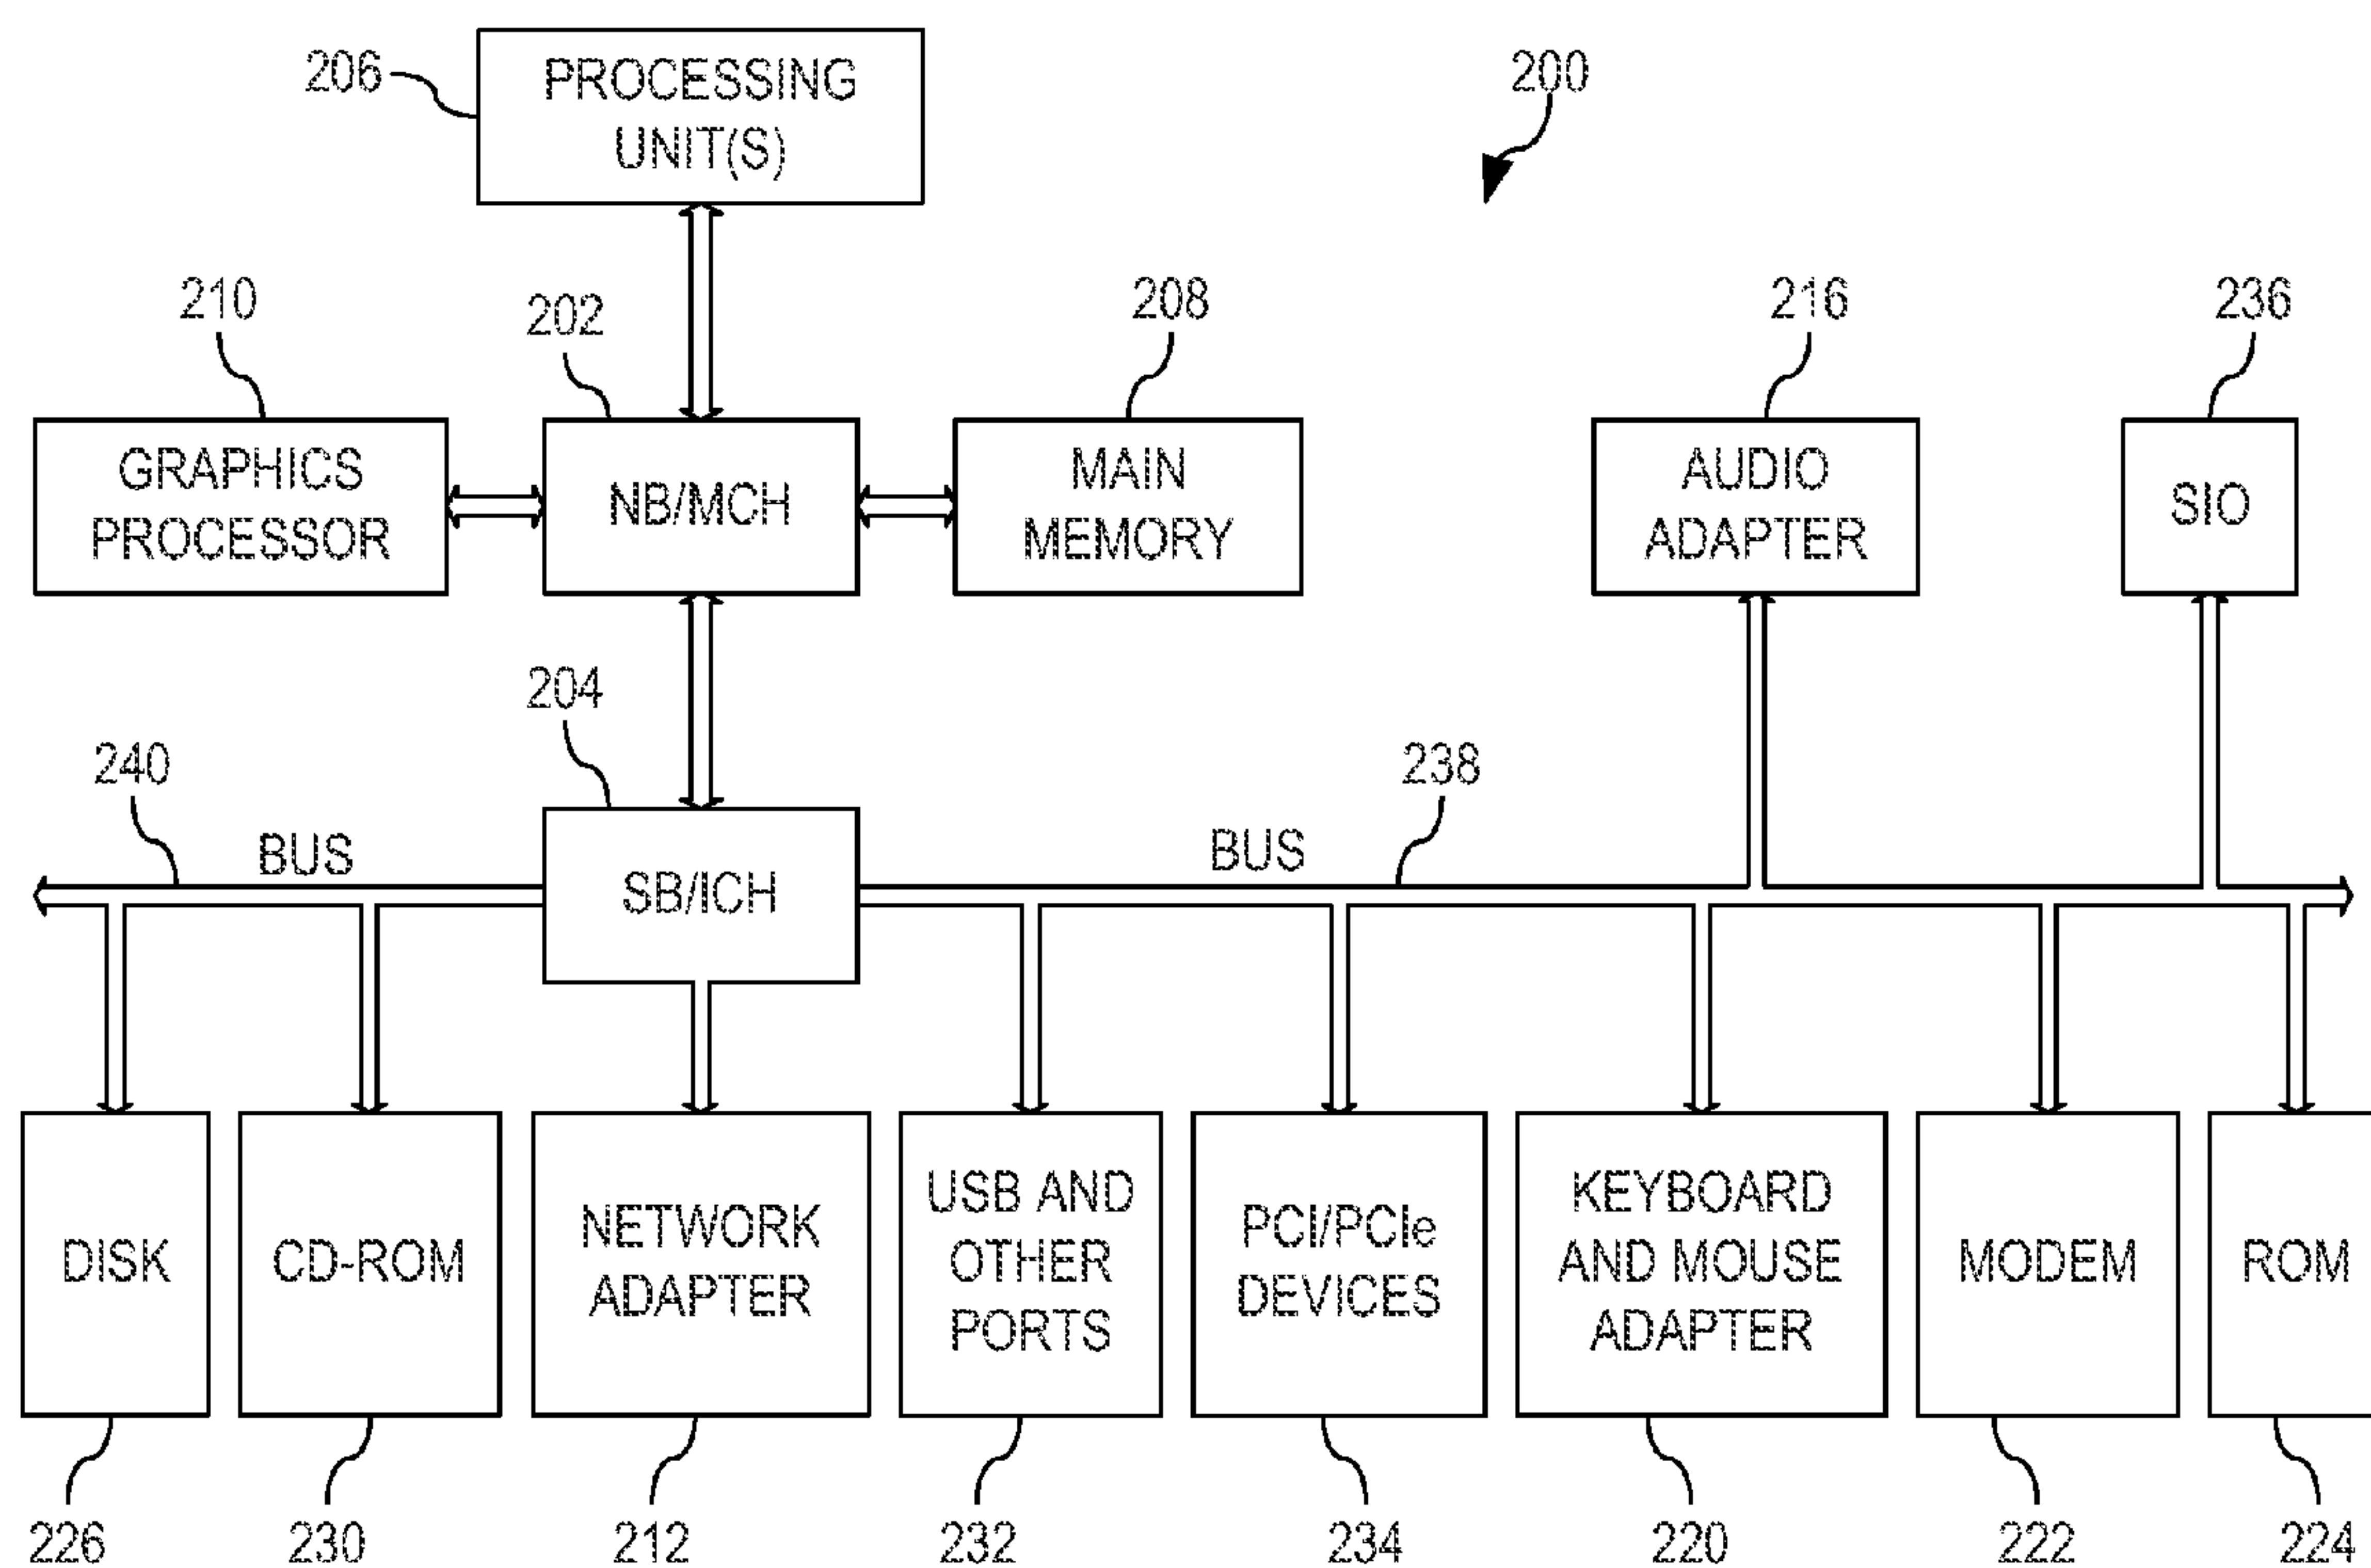 206
PROCESSING
UNIT(S)
200
210
202
208
216
236
GRAPHICS
PROCESSOR
NB/MCH
MAIN
MEMORY
AUDIO
ADAPTER
SIO
204
240
238
BUS
BUS
SB/ICH
DISK
CD-ROM
NETWORK
ADAPTER
USB AND
OTHER
PORTS
PCI/PCIe
DEVICES
KEYBOARD
AND MOUSE
ADAPTER
MODEM
ROM
226
230
212
232
234
220
222
224